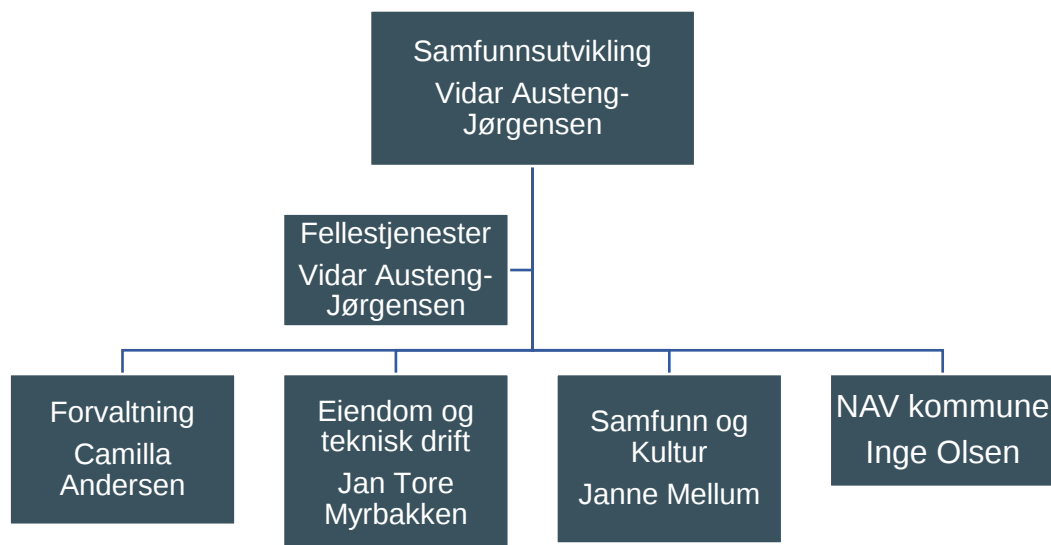 Samfunnsutvikling
Vidar Austeng-
Jørgensen
Fellestjenester
Vidar Austeng-
Jørgensen
Forvaltning
Camilla
Andersen
Eiendom og
teknisk drift
Jan Tore
Myrbakken
Samfunn og
Kultur
Janne Mellum
NAV kommune
Inge Olsen